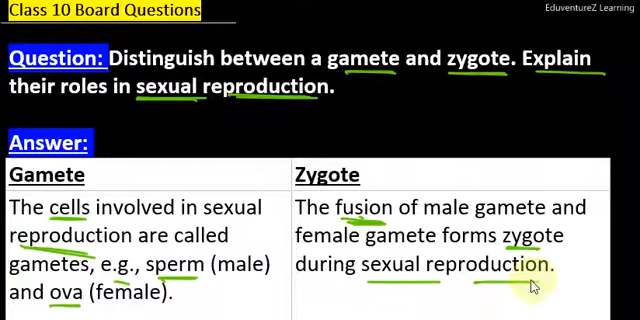 Class 10 Board Questions
EduventureZ Learning
Question: Distinguish between a gamete and zygote. Explain
their roles in sexual reproduction.
Answer:
Gamete
The cells involved in sexual
reproduction are called
gametes, e.g., sperm (male)
and ova (female).
Zygote
The fusion of male gamete and
female gamete forms zygote
during sexual reproduction.